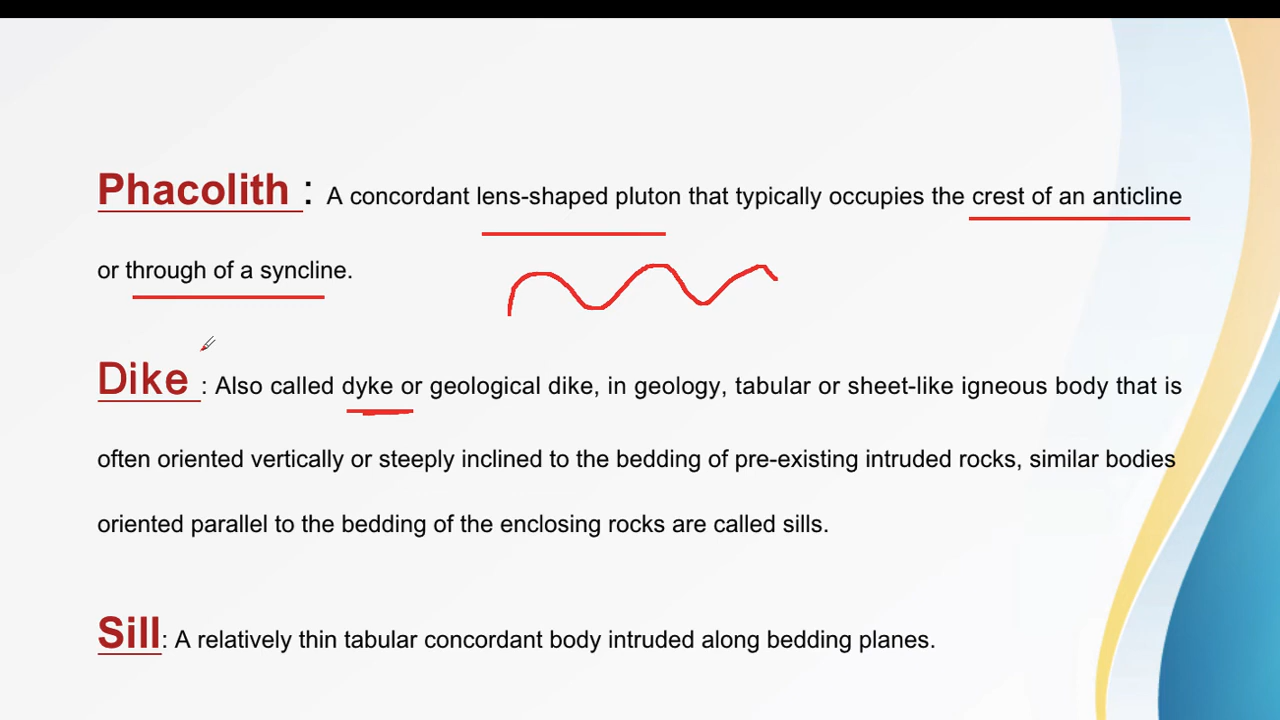 Phacolith : A concordant lens-shaped pluton that typically occupies the crest of an anticline
or through of a syncline.
Dike : Also called dyke or geological dike, in geology, tabular or sheet-like igneous body that is
often oriented vertically or steeply inclined to the bedding of pre-existing intruded rocks, similar bodies
oriented parallel to the bedding of the enclosing rocks are called sills.
Sill: A relatively thin tabular concordant body intruded along bedding planes.